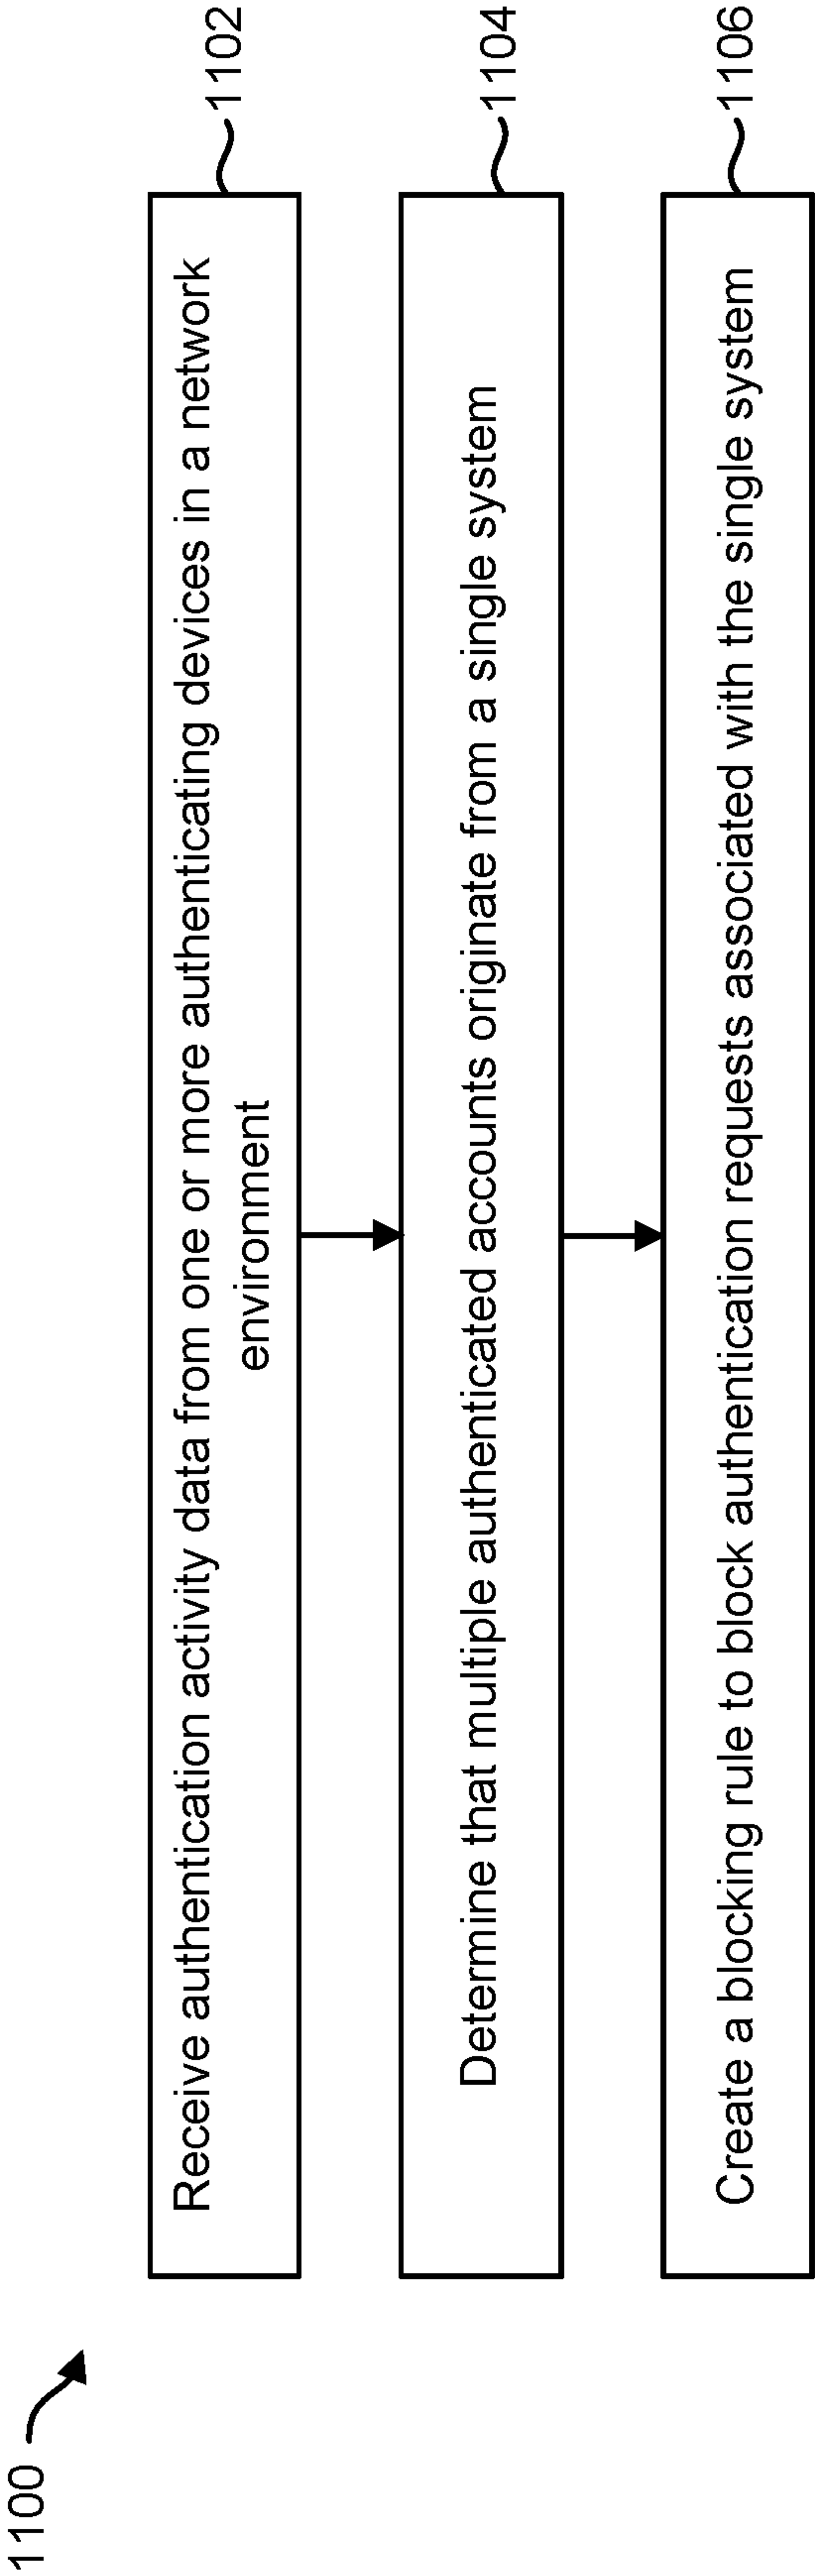 1100
Receive authentication activity data from one or more authenticating devices in a network
environment
1102
Determine that multiple authenticated accounts originate from a single system
1104
Create a blocking rule to block authentication requests associated with the single system
1106